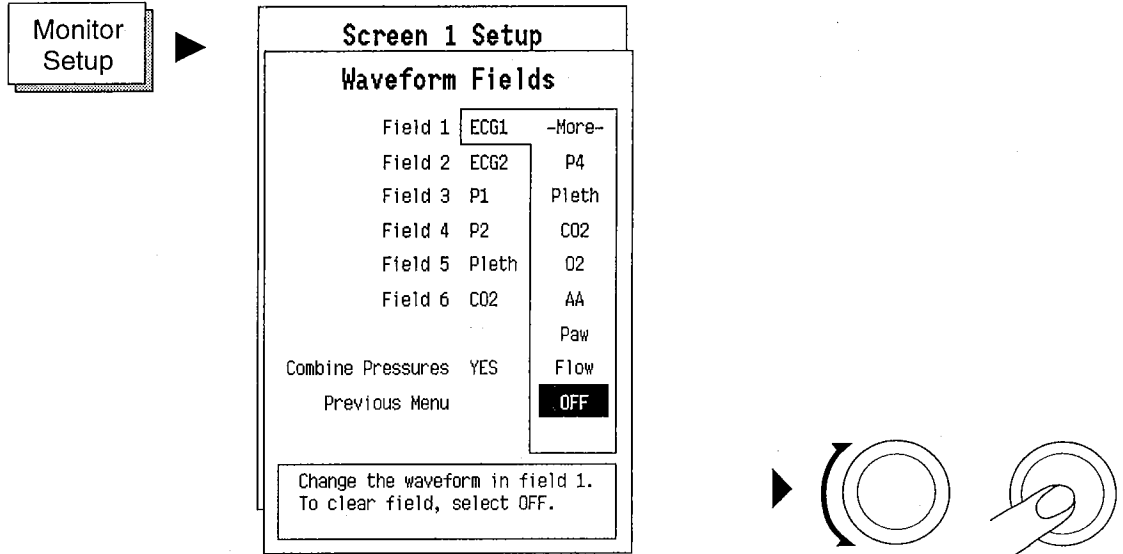 Monitor
Setup
Screen 1 Setup
Waveform Fields
Field 1 ECG1 -More-
Field 2 ECG2 P4
Field 3 P1 Pleth
Field 4 P2 CO2
Field 5 Pleth O2
Field 6 CO2 AA
Paw
Combine Pressures YES Flow
Previous Menu OFF
Change the waveform in field 1.
To clear field, select OFF.